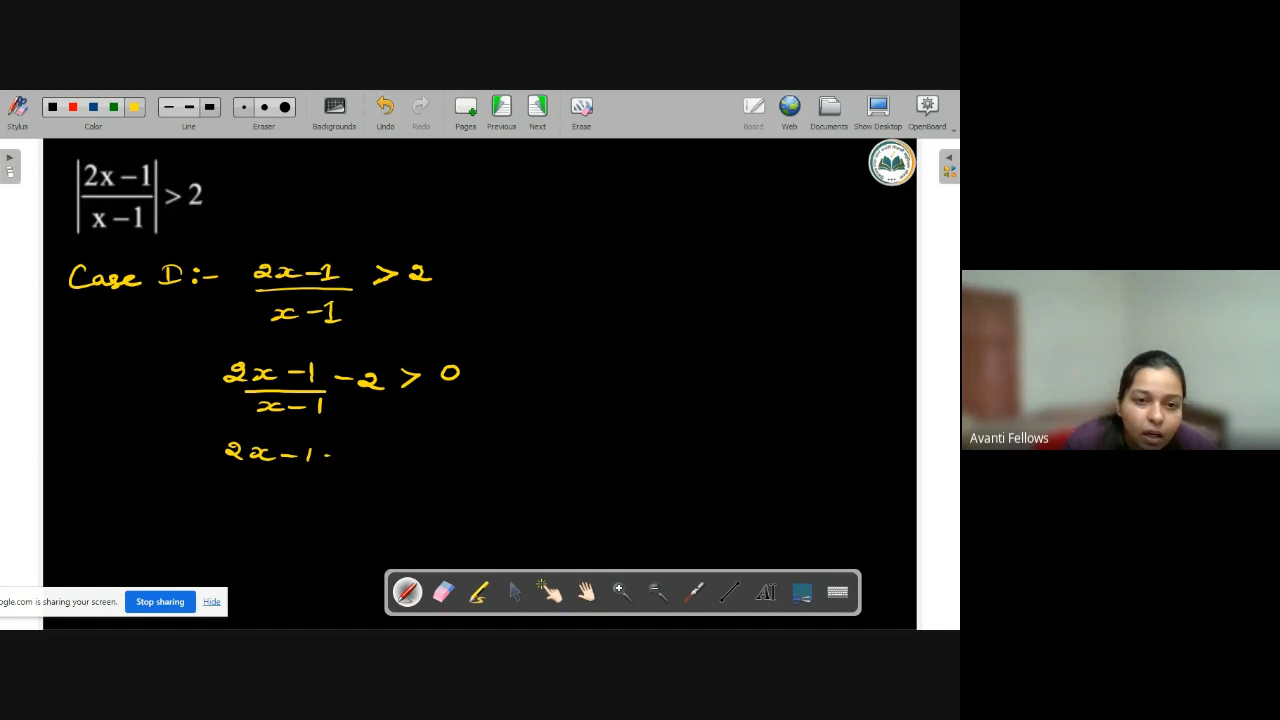 Stylus
Color
Line
Eraser
Backgrounds
Undo
Redo
Pages
Previous
Next
Erase
Board
Web
Documents
Show Desktop
OpenBoard
|2x-1 / x-1| > 2
Case I:- 2x-1 / x-1 > 2
2x-1 / x-1 - 2 > 0
2x-1-
Avanti Fellows
ogle.com is sharing your screen. Stop sharing Hide
AI